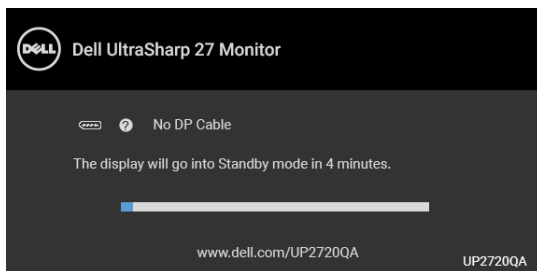 DELL
Dell UltraSharp 27 Monitor
? No DP Cable
The display will go into Standby mode in 4 minutes.
www.dell.com/UP2720QA
UP2720QA